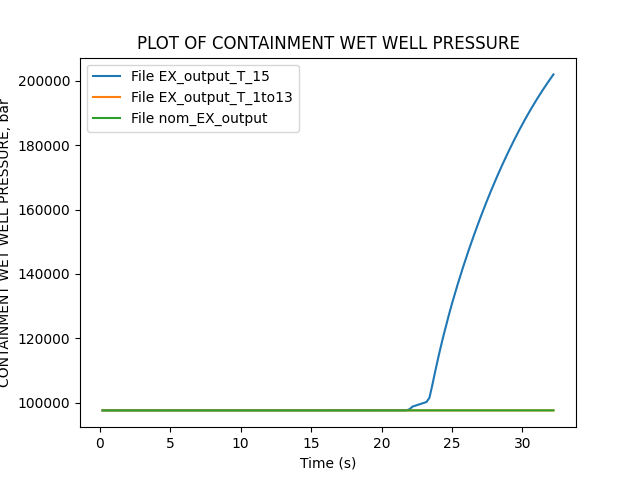 PLOT OF CONTAINMENT WET WELL PRESSURE
File EX_output_T_15
File EX_output_T_1to13
File nom_EX_output
CONTAINMENT WET WELL PRESSURE, bar
200000
180000
160000
140000
120000
100000
0 5 10 15 20 25 30
Time (s)